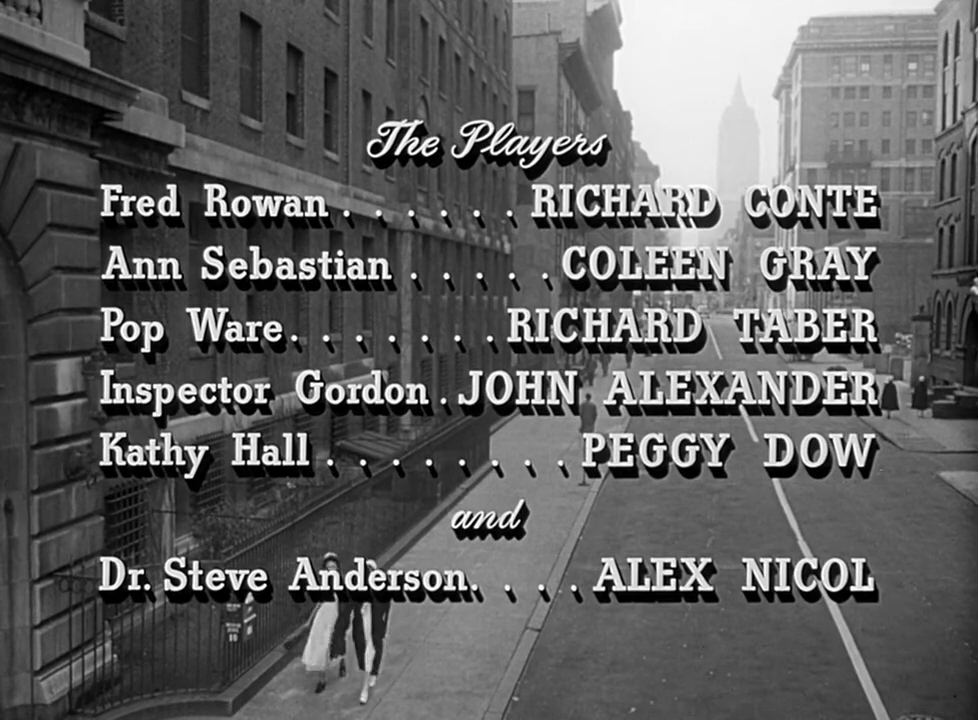 The Players
Fred Rowan . . . . . . RICHARD CONTE
Ann Sebastian . . . . . COLEEN GRAY
Pop Ware . . . . . . . RICHARD TABER
Inspector Gordon . JOHN ALEXANDER
Kathy Hall . . . . . . . . PEGGY DOW
and
Dr. Steve Anderson . . . . ALEX NICOL